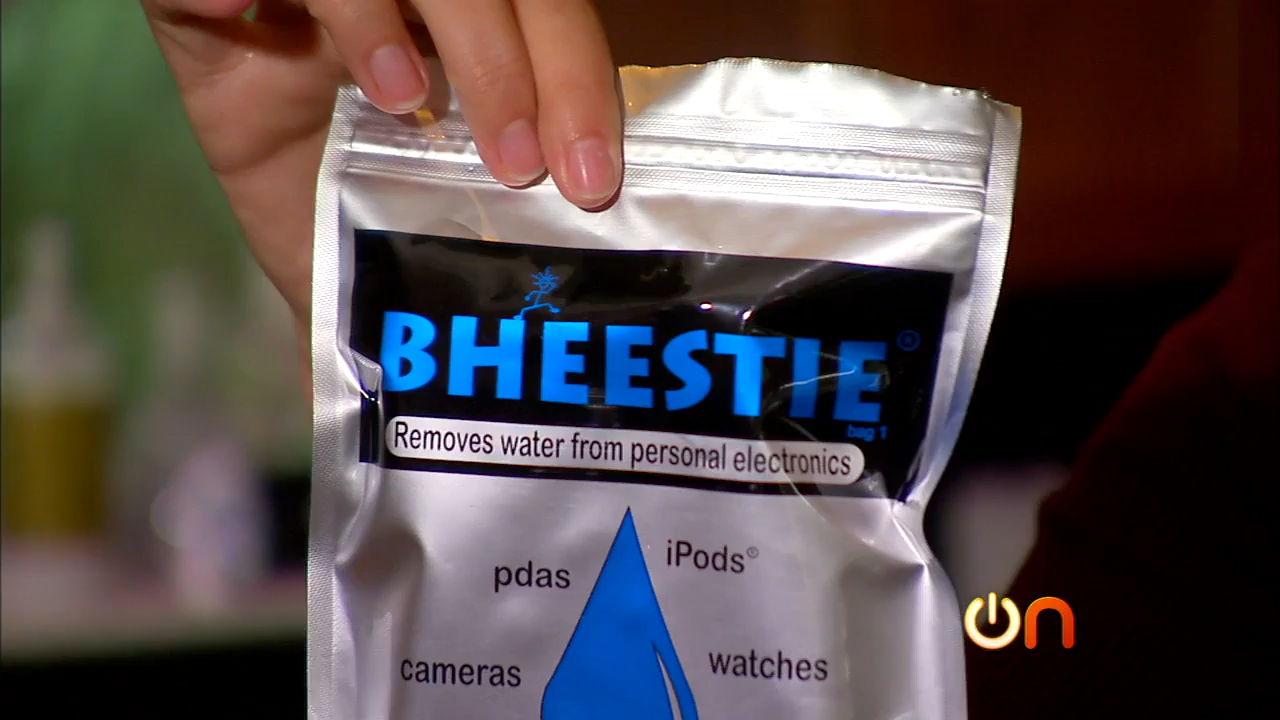 BHEESTIE®
bag 1
Removes water from personal electronics
pdas
iPods®
cameras
watches
on